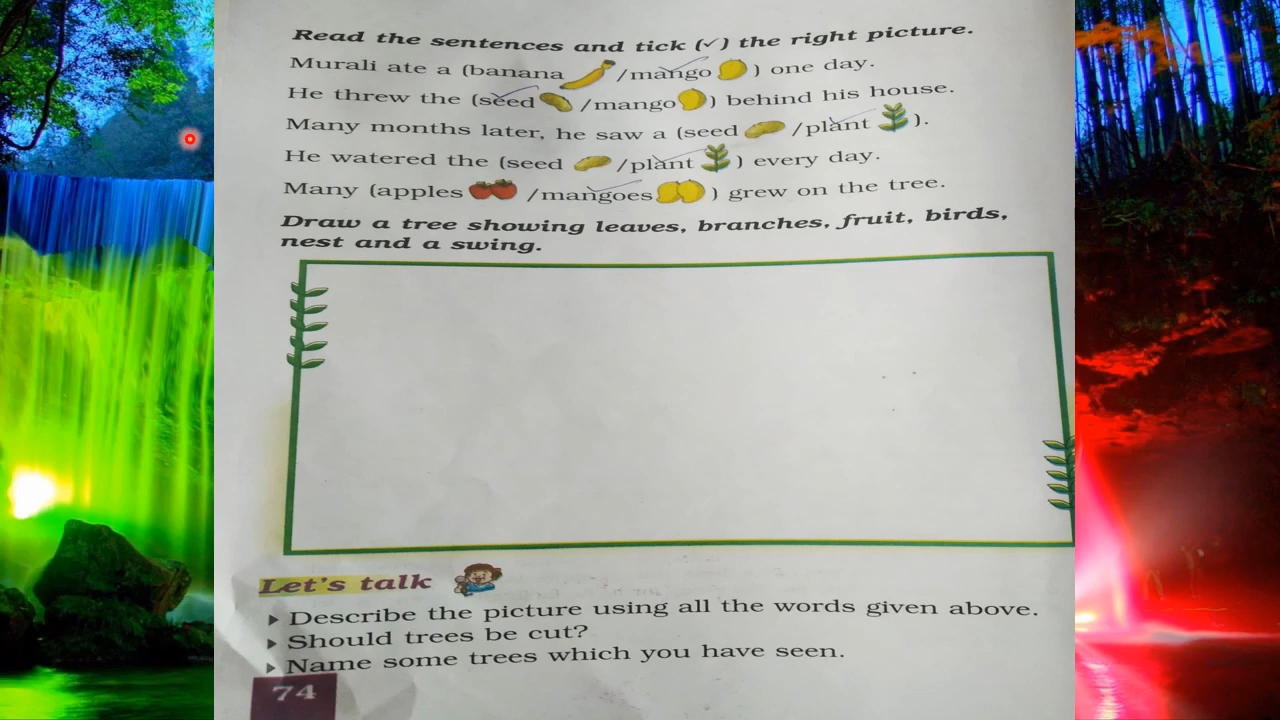 Read the sentences and tick (✓) the right picture.
Murali ate a (banana /mango ) one day.
He threw the (seed /mango ) behind his house.
Many months later, he saw a (seed /plant ).
He watered the (seed /plant ) every day.
Many (apples /mangoes ) grew on the tree.
Draw a tree showing leaves, branches, fruit, birds,
nest and a swing.
Let's talk
Describe the picture using all the words given above.
Should trees be cut?
Name some trees which you have seen.
74